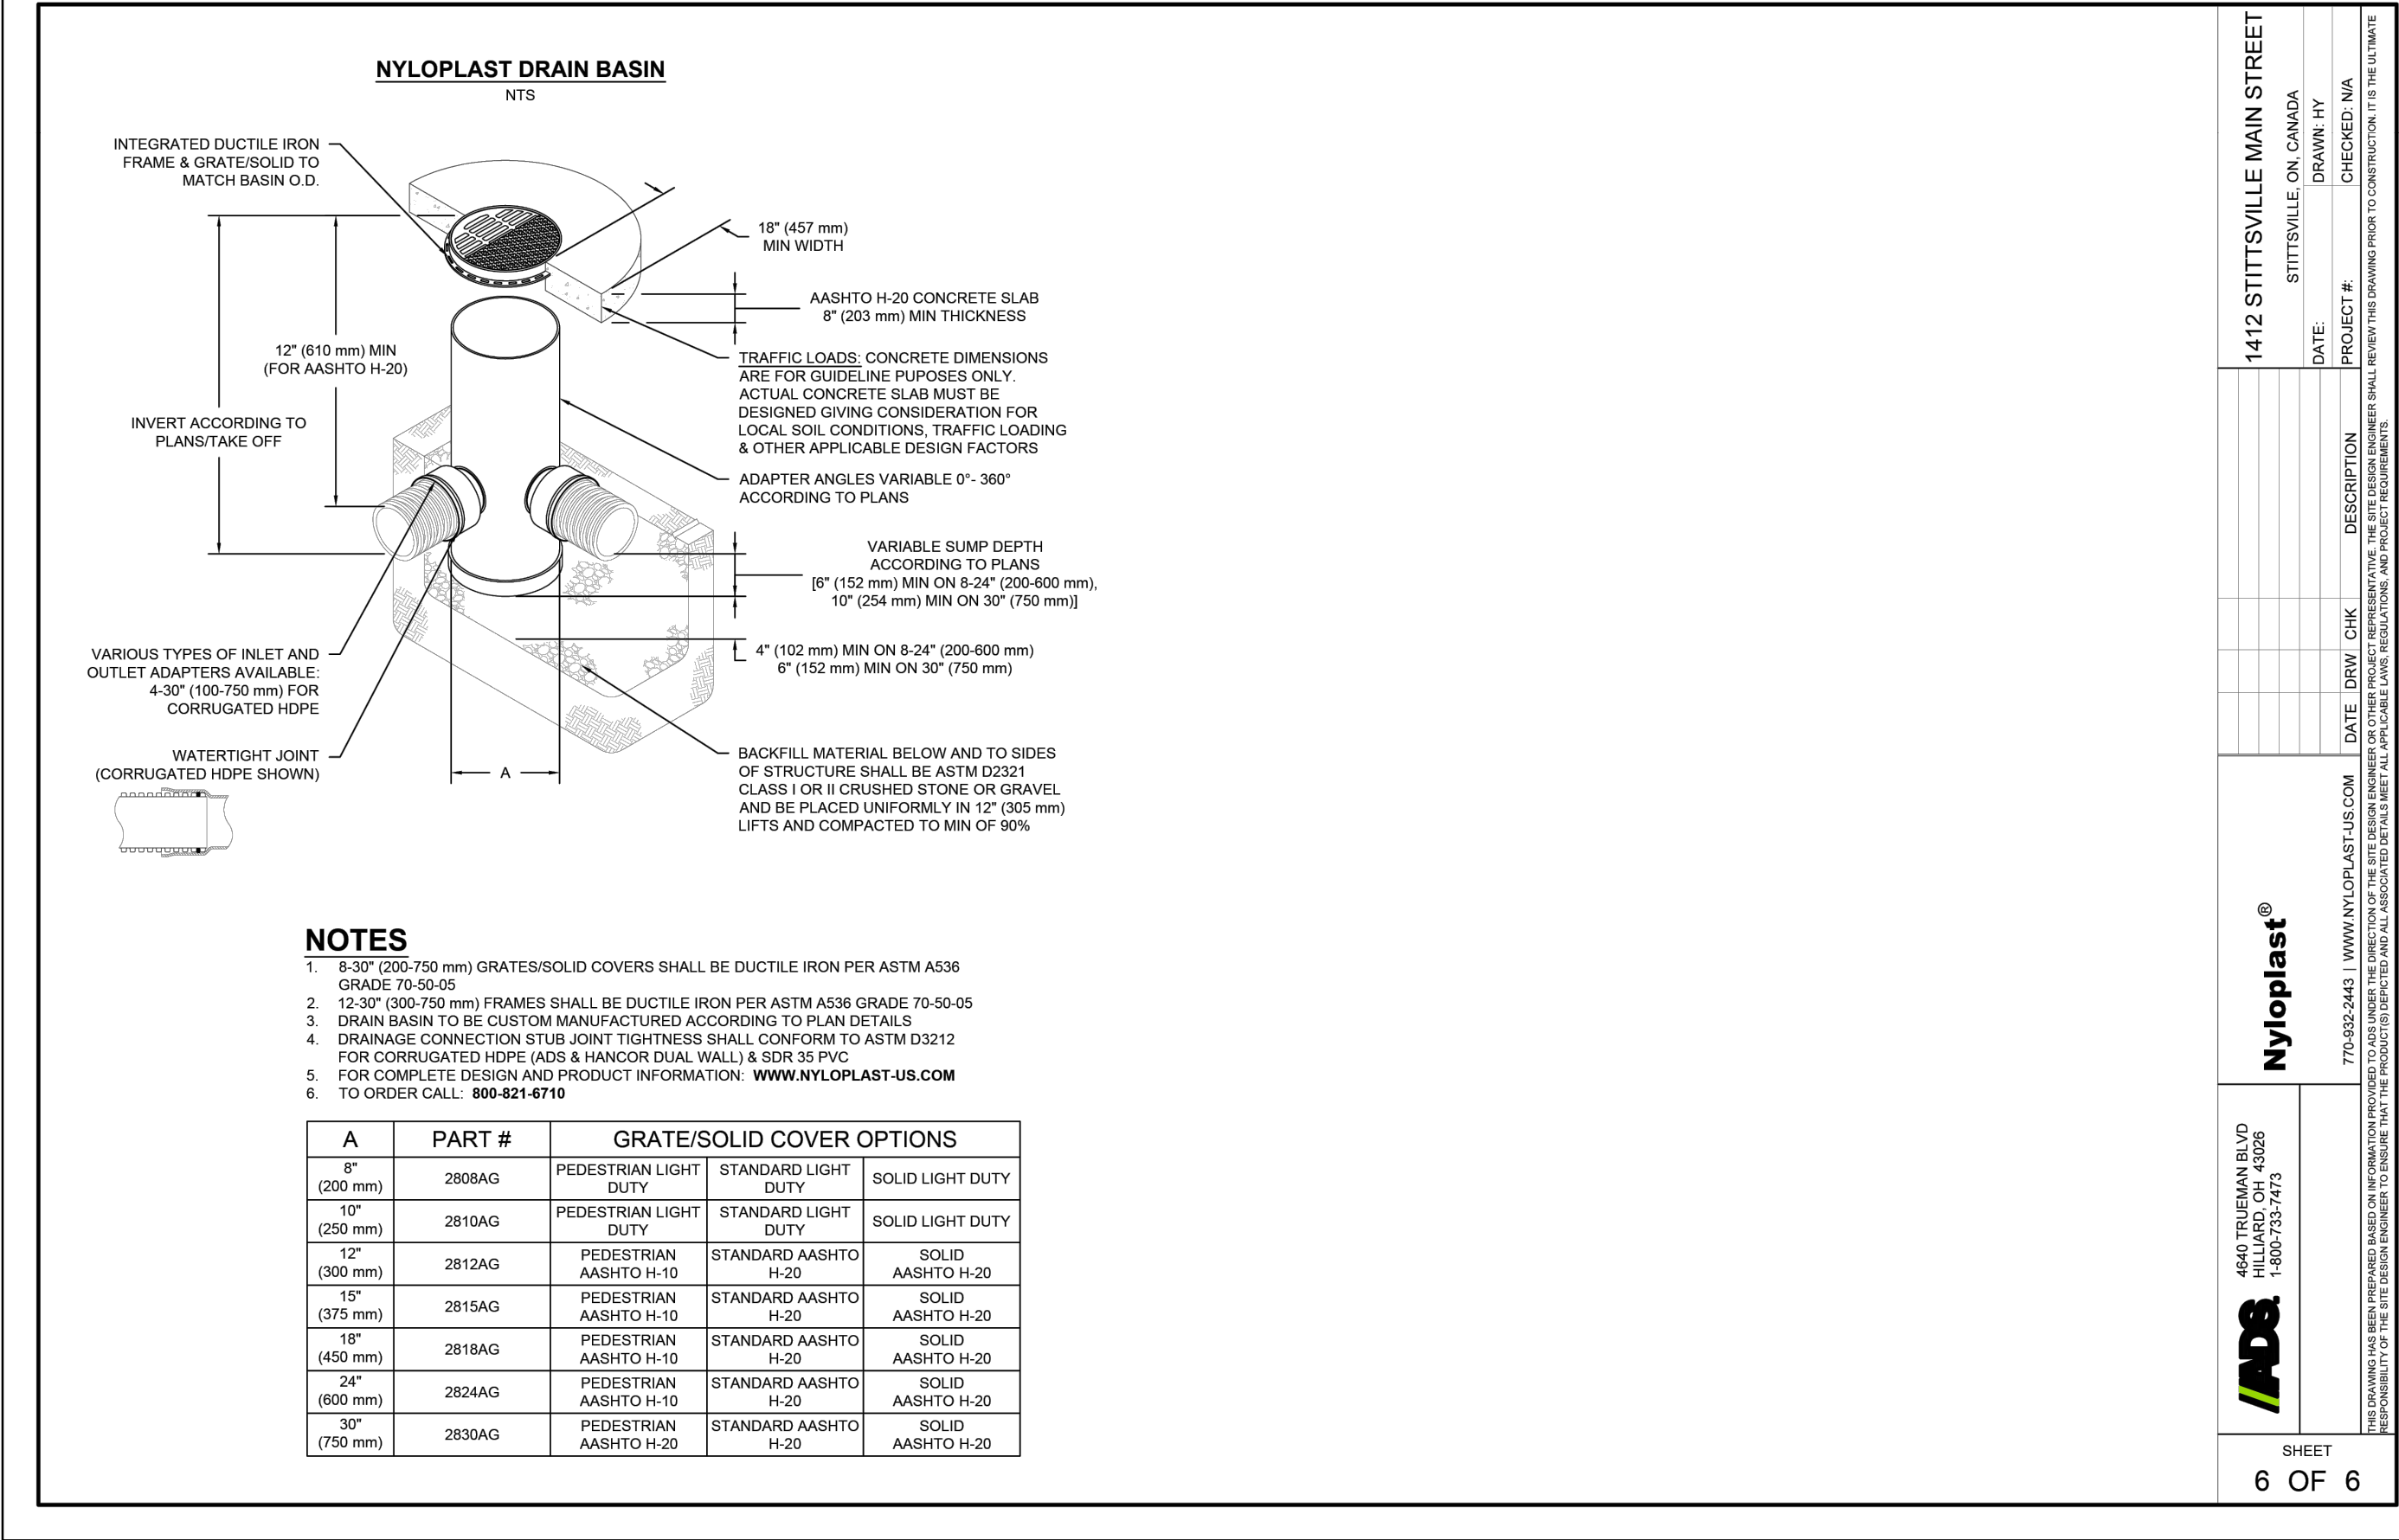 NYLOPLAST DRAIN BASIN
NTS
INTEGRATED DUCTILE IRON
FRAME & GRATE/SOLID TO
MATCH BASIN O.D.
18" (457 mm)
MIN WIDTH
AASHTO H-20 CONCRETE SLAB
8" (203 mm) MIN THICKNESS
12" (610 mm) MIN
(FOR AASHTO H-20)
TRAFFIC LOADS: CONCRETE DIMENSIONS
ARE FOR GUIDELINE PUPOSES ONLY.
ACTUAL CONCRETE SLAB MUST BE
DESIGNED GIVING CONSIDERATION FOR
LOCAL SOIL CONDITIONS, TRAFFIC LOADING
& OTHER APPLICABLE DESIGN FACTORS
INVERT ACCORDING TO
PLANS/TAKE OFF
ADAPTER ANGLES VARIABLE 0°- 360°
ACCORDING TO PLANS
VARIABLE SUMP DEPTH
ACCORDING TO PLANS
[6" (152 mm) MIN ON 8-24" (200-600 mm),
10" (254 mm) MIN ON 30" (750 mm)]
4" (102 mm) MIN ON 8-24" (200-600 mm)
6" (152 mm) MIN ON 30" (750 mm)
VARIOUS TYPES OF INLET AND
OUTLET ADAPTERS AVAILABLE:
4-30" (100-750 mm) FOR
CORRUGATED HDPE
WATERTIGHT JOINT
(CORRUGATED HDPE SHOWN)
A
BACKFILL MATERIAL BELOW AND TO SIDES
OF STRUCTURE SHALL BE ASTM D2321
CLASS I OR II CRUSHED STONE OR GRAVEL
AND BE PLACED UNIFORMLY IN 12" (305 mm)
LIFTS AND COMPACTED TO MIN OF 90%
NOTES
1. 8-30" (200-750 mm) GRATES/SOLID COVERS SHALL BE DUCTILE IRON PER ASTM A536
GRADE 70-50-05
2. 12-30" (300-750 mm) FRAMES SHALL BE DUCTILE IRON PER ASTM A536 GRADE 70-50-05
3. DRAIN BASIN TO BE CUSTOM MANUFACTURED ACCORDING TO PLAN DETAILS
4. DRAINAGE CONNECTION STUB JOINT TIGHTNESS SHALL CONFORM TO ASTM D3212
FOR CORRUGATED HDPE (ADS & HANCOR DUAL WALL) & SDR 35 PVC
5. FOR COMPLETE DESIGN AND PRODUCT INFORMATION: WWW.NYLOPLAST-US.COM
6. TO ORDER CALL: 800-821-6710
A PART # GRATE/SOLID COVER OPTIONS
8" (200 mm) 2808AG PEDESTRIAN LIGHT DUTY STANDARD LIGHT DUTY SOLID LIGHT DUTY
10" (250 mm) 2810AG PEDESTRIAN LIGHT DUTY STANDARD LIGHT DUTY SOLID LIGHT DUTY
12" (300 mm) 2812AG PEDESTRIAN AASHTO H-10 STANDARD AASHTO H-20 SOLID AASHTO H-20
15" (375 mm) 2815AG PEDESTRIAN AASHTO H-10 STANDARD AASHTO H-20 SOLID AASHTO H-20
18" (450 mm) 2818AG PEDESTRIAN AASHTO H-10 STANDARD AASHTO H-20 SOLID AASHTO H-20
24" (600 mm) 2824AG PEDESTRIAN AASHTO H-10 STANDARD AASHTO H-20 SOLID AASHTO H-20
30" (750 mm) 2830AG PEDESTRIAN AASHTO H-20 STANDARD AASHTO H-20 SOLID AASHTO H-20
1412 STITTSVILLE MAIN STREET
STITTSVILLE, ON, CANADA
DATE: DRAWN: HY
PROJECT #: CHECKED: N/A
DATE DRW CHK DESCRIPTION
Nyloplast®
770-932-2443 | WWW.NYLOPLAST-US.COM
4640 TRUEMAN BLVD
HILLIARD, OH 43026
1-800-733-7473
ADS.
THIS DRAWING HAS BEEN PREPARED BASED ON INFORMATION PROVIDED TO ADS UNDER THE DIRECTION OF THE SITE DESIGN ENGINEER OR OTHER PROJECT REPRESENTATIVE. THE SITE DESIGN ENGINEER SHALL REVIEW THIS DRAWING PRIOR TO CONSTRUCTION. IT IS THE ULTIMATE
RESPONSIBILITY OF THE SITE DESIGN ENGINEER TO ENSURE THAT THE PRODUCT(S) DEPICTED AND ALL ASSOCIATED DETAILS MEET ALL APPLICABLE LAWS, REGULATIONS, AND PROJECT REQUIREMENTS.
SHEET
6 OF 6